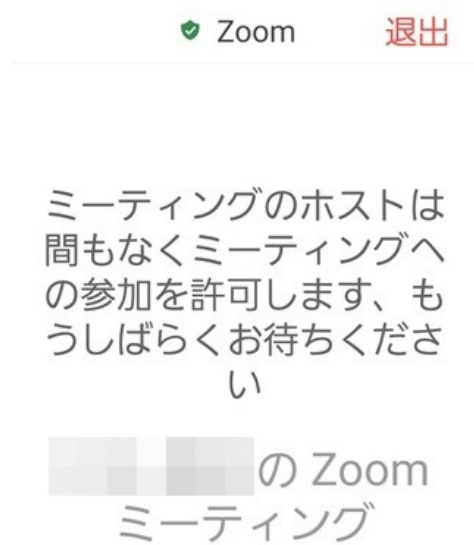 Zoom 退出
ミーティングのホストは
間もなくミーティングへ
の参加を許可します、も
うしばらくお待ちくださ
い
の Zoom
ミーティング